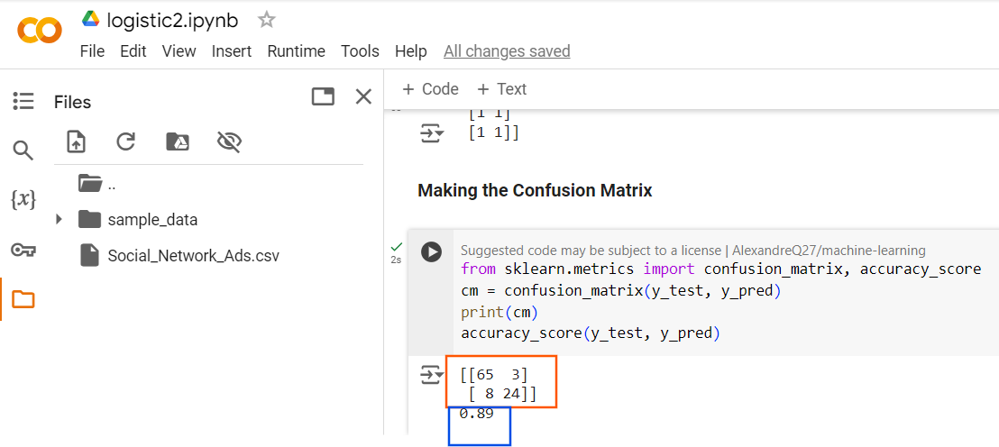 logistic2.ipynb
File Edit View Insert Runtime Tools Help All changes saved
Files
+ Code + Text
{x}
..
sample_data
Social_Network_Ads.csv
[1 1]
[1 1]]
Making the Confusion Matrix
2s
Suggested code may be subject to a license | AlexandreQ27/machine-learning
from sklearn.metrics import confusion_matrix, accuracy_score
cm = confusion_matrix(y_test, y_pred)
print(cm)
accuracy_score(y_test, y_pred)
[[65  3]
[ 8 24]]
0.89